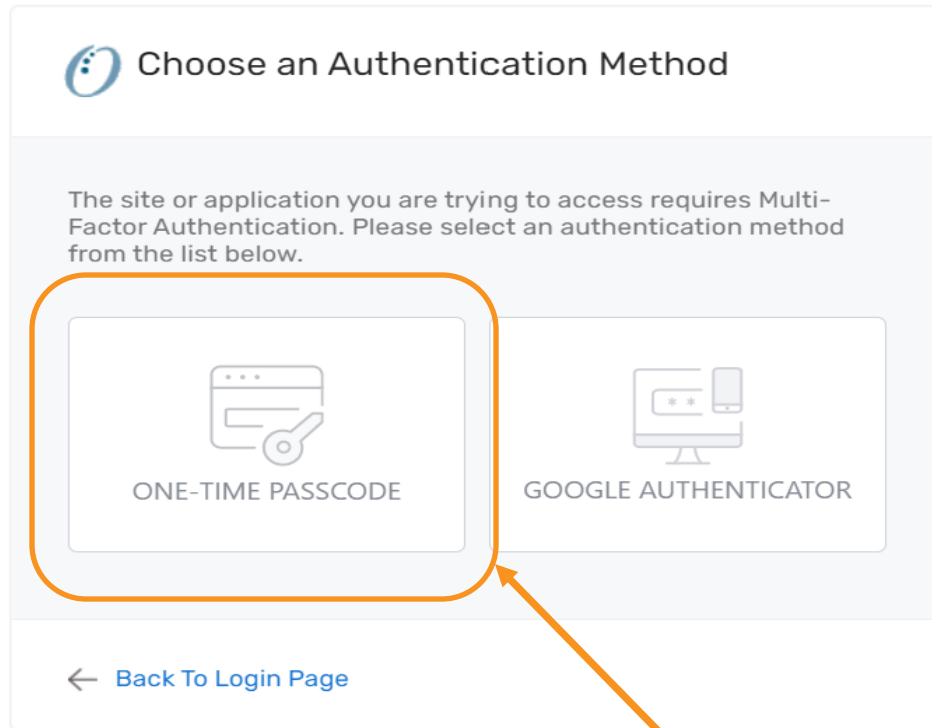 Choose an Authentication Method
The site or application you are trying to access requires Multi-
Factor Authentication. Please select an authentication method
from the list below.
ONE-TIME PASSCODE
GOOGLE AUTHENTICATOR
Back To Login Page